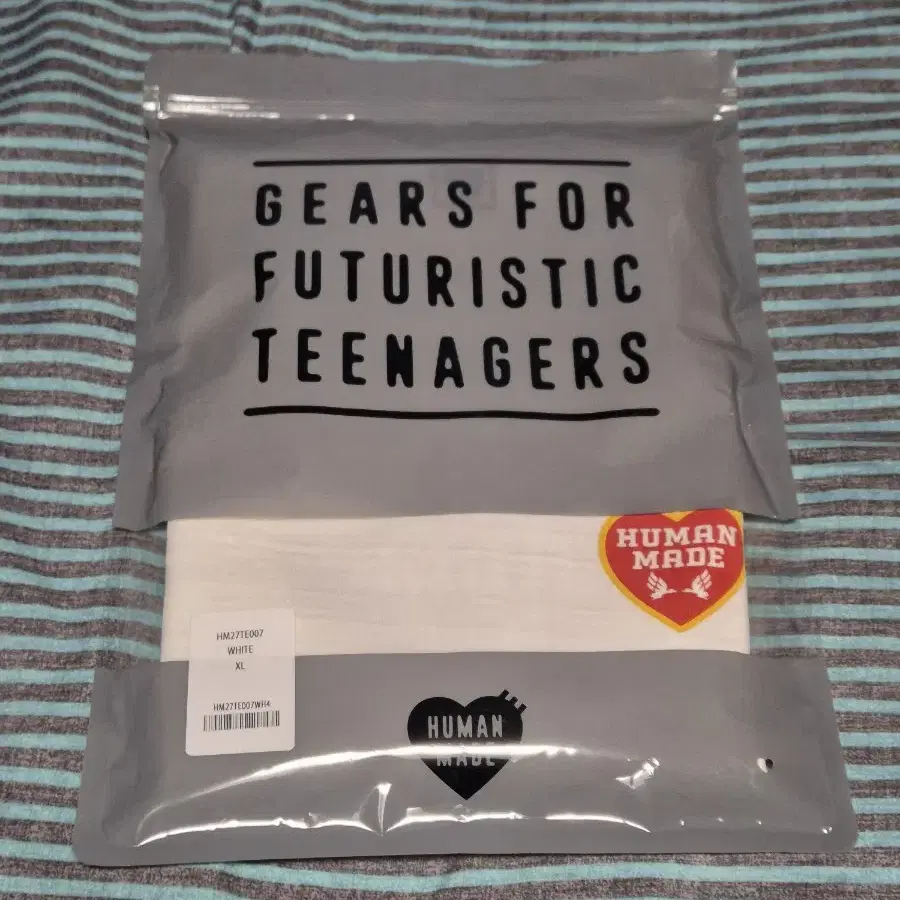 GEARS FOR
FUTURISTIC
TEENAGERS
HUMAN
MADE
HM27TE007
WHITE
XL
HM27TE007WH4
HUMAN
MADE